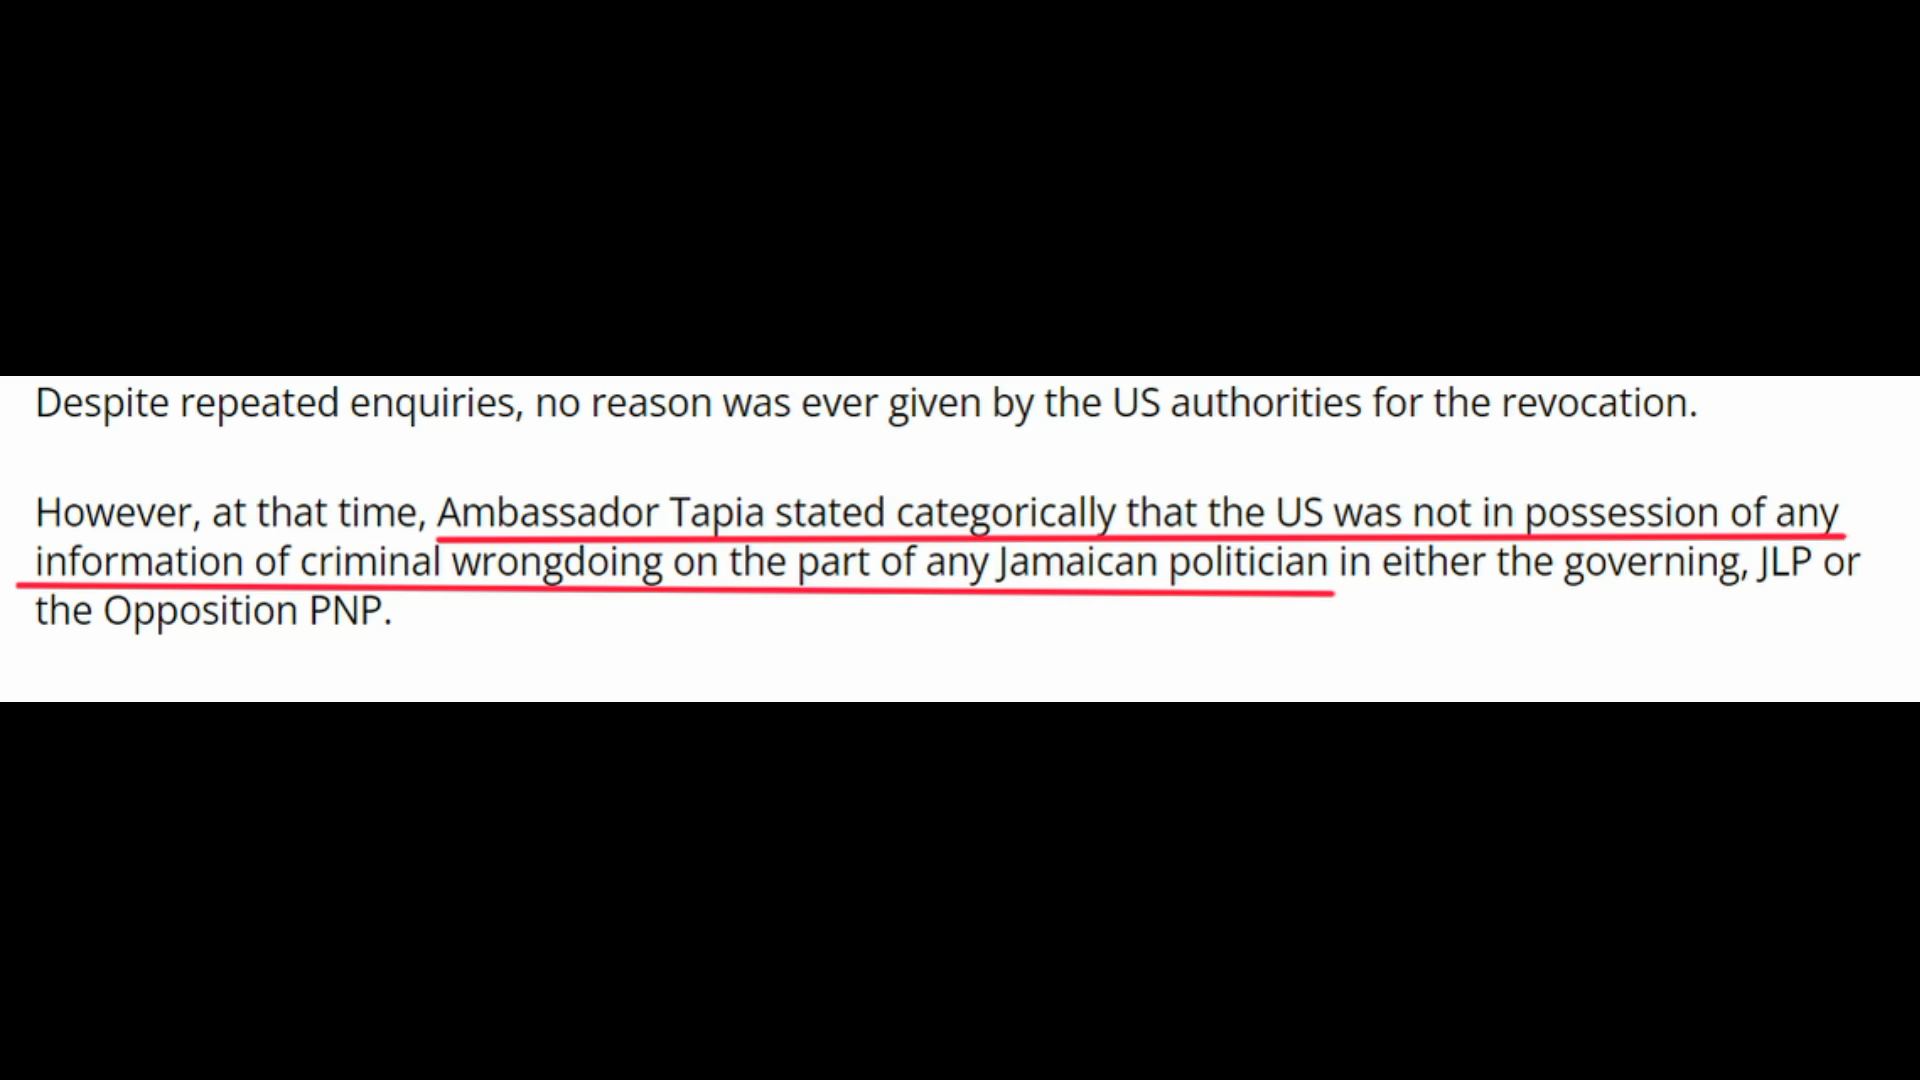 Despite repeated enquiries, no reason was ever given by the US authorities for the revocation.
However, at that time, Ambassador Tapia stated categorically that the US was not in possession of any
information of criminal wrongdoing on the part of any Jamaican politician in either the governing, JLP or
the Opposition PNP.